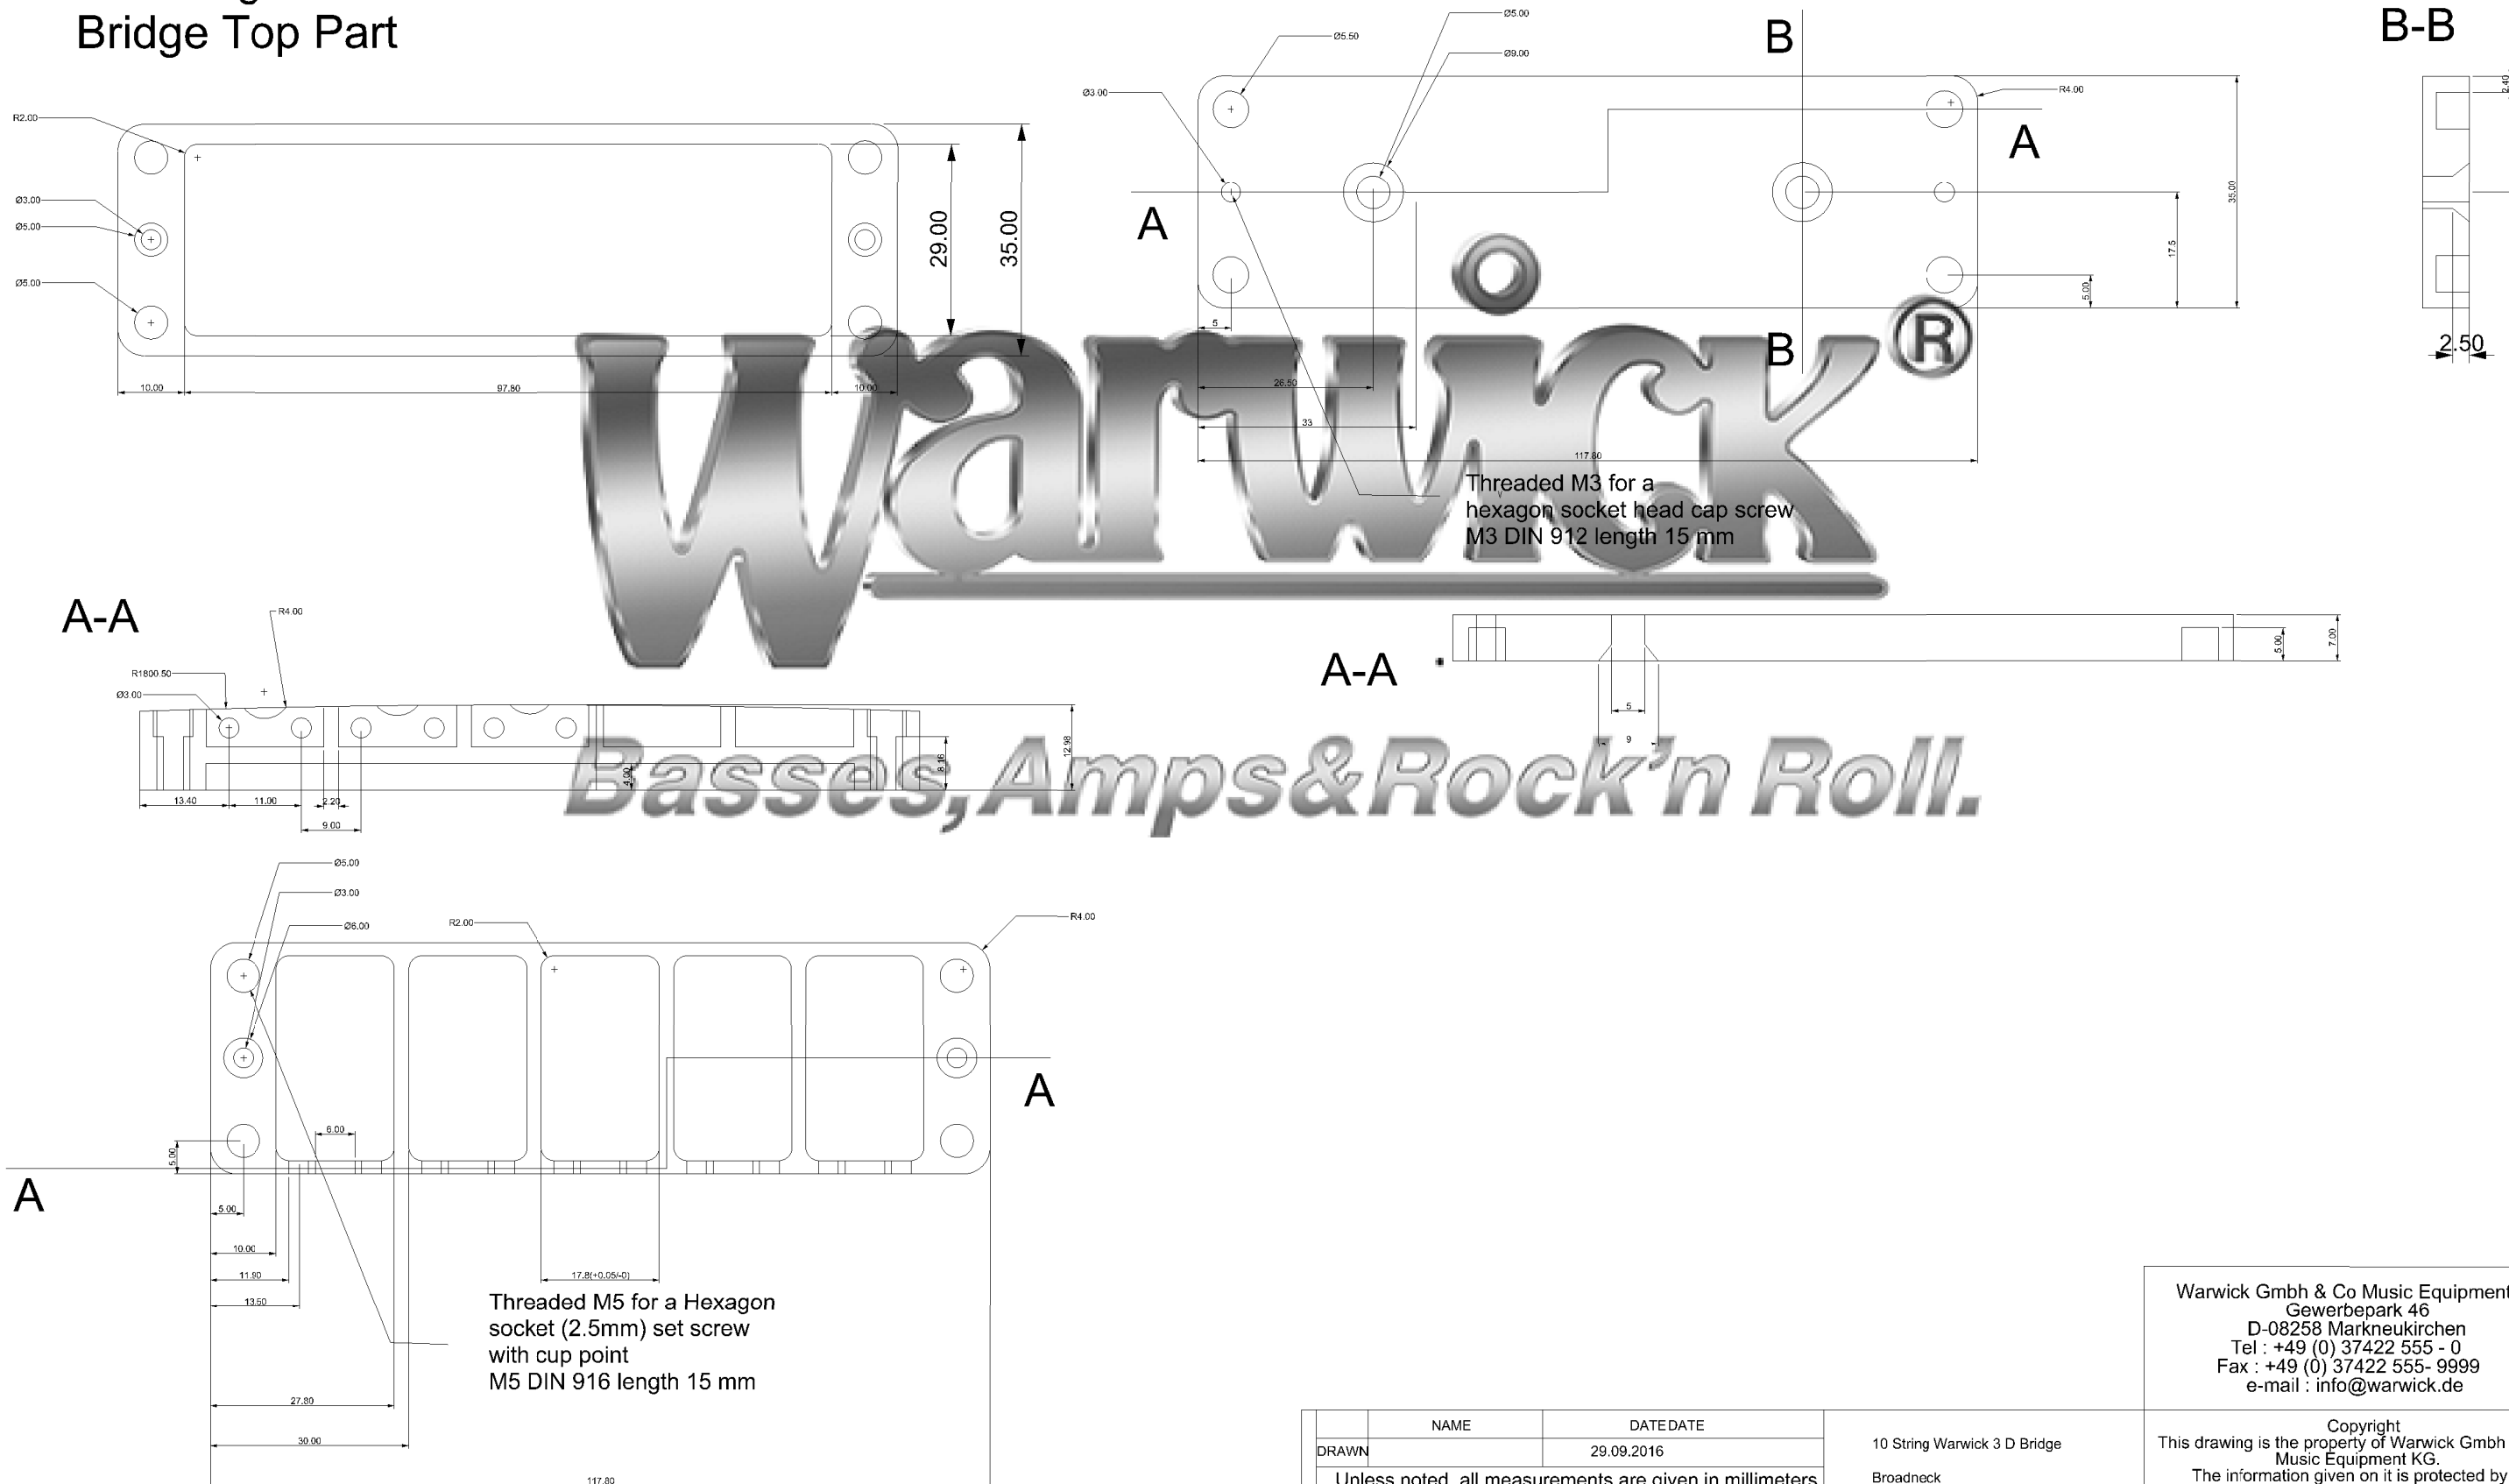 Bridge Top Part
R2.00
Ø3.00
Ø5.00
Ø5.00
29.00
35.00
10.00
97.80
10.00
Ø5.00
Ø5.50
Ø9.00
Ø3.00
B
R4.00
A
A
35.00
17.5
5.00
5
B
26.50
33
117.80
Threaded M3 for a
hexagon socket head cap screw
M3 DIN 912 length 15 mm
B-B
2.40
2.50
Warwick®
Basses, Amps&Rock'n Roll.
A-A
R4.00
R1800.50
Ø3.00
12.98
8.16
4.00
13.40
11.00
2.20
9.00
A-A
5.00
7.00
5
9
Ø5.00
Ø3.00
Ø6.00
R2.00
R4.00
A
6.00
5.00
A
5.00
10.00
11.90
13.50
17.8(+0.05/-0)
Threaded M5 for a Hexagon
socket (2.5mm) set screw
with cup point
M5 DIN 916 length 15 mm
27.80
30.00
117.80
Warwick Gmbh & Co Music Equipment
Gewerbepark 46
D-08258 Markneukirchen
Tel : +49 (0) 37422 555 - 0
Fax : +49 (0) 37422 555- 9999
e-mail : info@warwick.de
NAME
DATE DATE
DRAWN
29.09.2016
Unless noted, all measurements are given in millimeters
10 String Warwick 3 D Bridge
Broadneck
Copyright
This drawing is the property of Warwick Gmbh
Music Equipment KG.
The information given on it is protected by